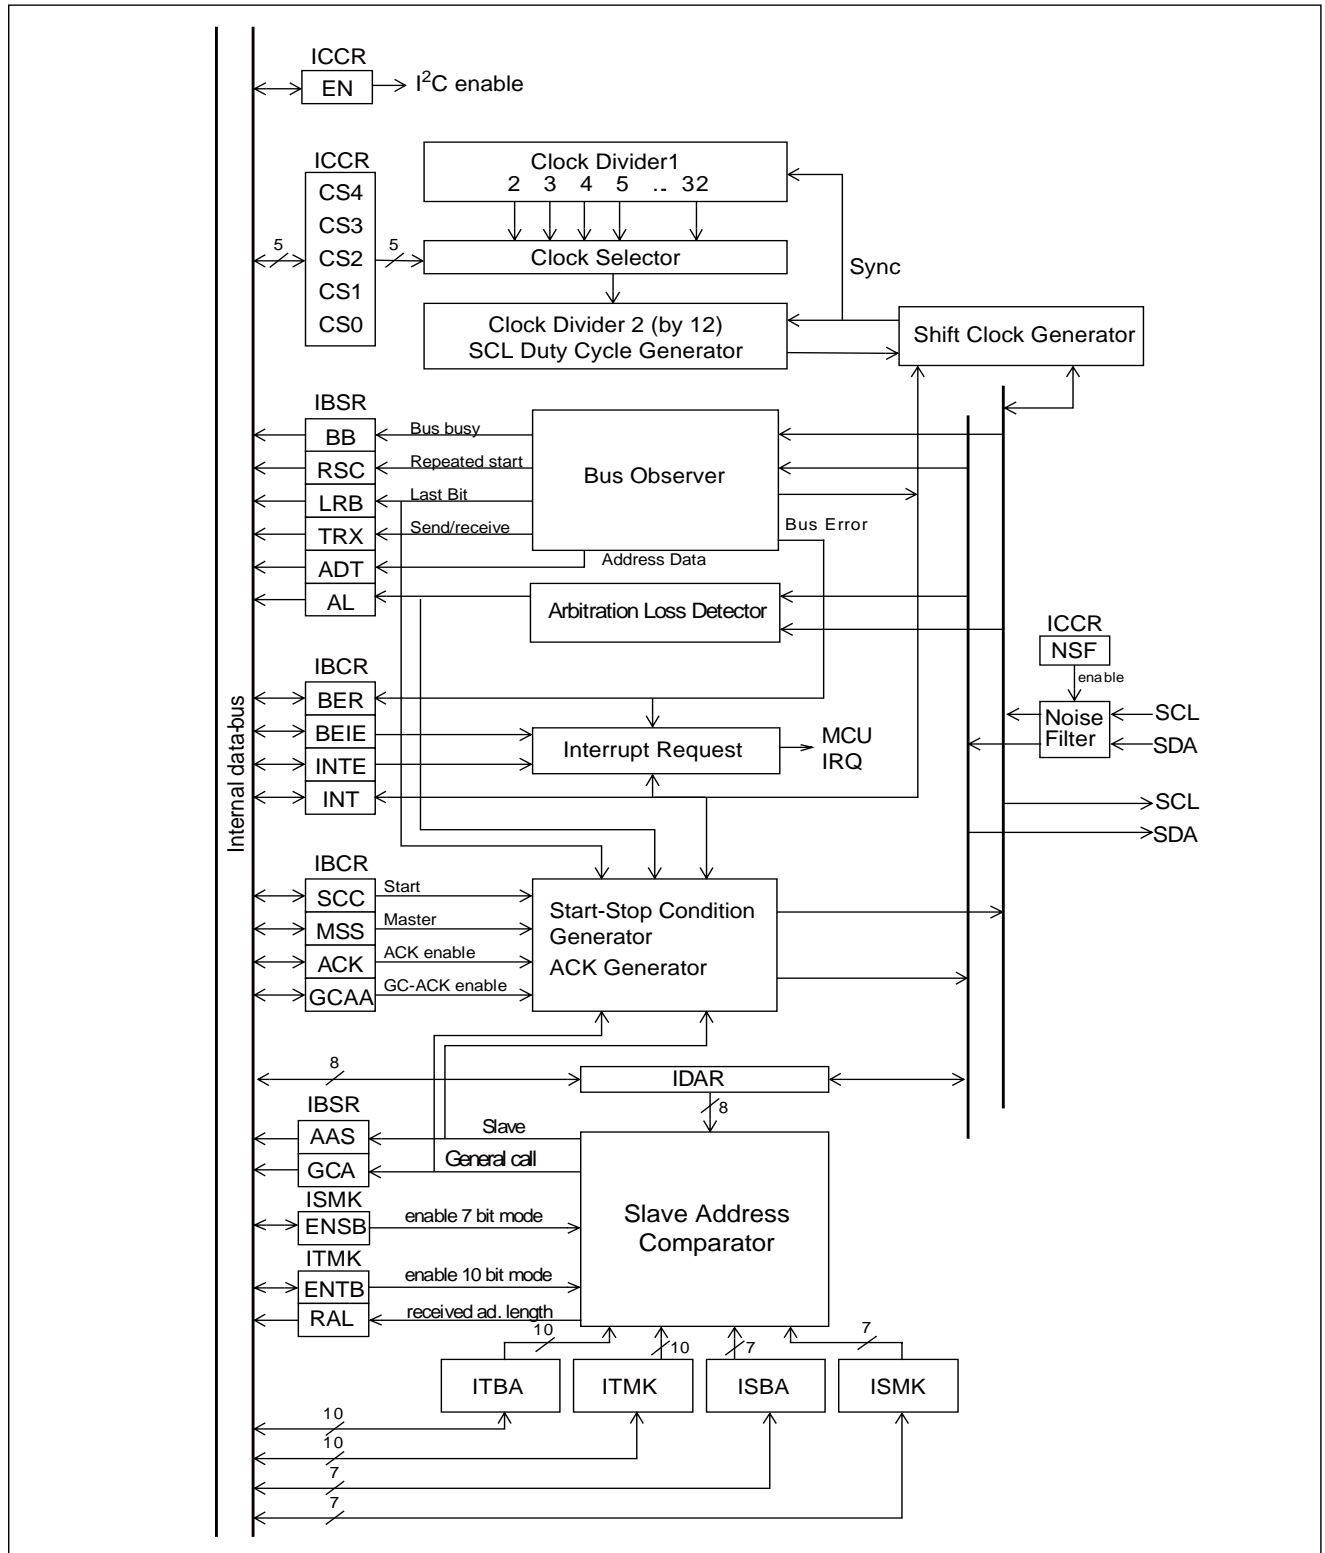 ICCR
EN
I2C enable
ICCR
CS4
CS3
CS2
CS1
CS0
5
5
Clock Divider1
2 3 4 5 .. 32
Clock Selector
Clock Divider 2 (by 12)
SCL Duty Cycle Generator
Sync
Shift Clock Generator
IBSR
BB
RSC
LRB
TRX
ADT
AL
Bus busy
Repeated start
Last Bit
Send/receive
Address Data
Bus Observer
Bus Error
Arbitration Loss Detector
ICCR
NSF
enable
Noise
Filter
SCL
SDA
SCL
SDA
IBCR
BER
BEIE
INTE
INT
Interrupt Request
MCU
IRQ
Internal data-bus
IBCR
SCC
MSS
ACK
GCAA
Start
Master
ACK enable
GC-ACK enable
Start-Stop Condition
Generator
ACK Generator
8
IDAR
8
IBSR
AAS
GCA
Slave
General call
ISMK
ENSB
enable 7 bit mode
ITMK
ENTB
RAL
enable 10 bit mode
received ad. length
Slave Address
Comparator
10
10
7
7
ITBA
ITMK
ISBA
ISMK
10
10
7
7